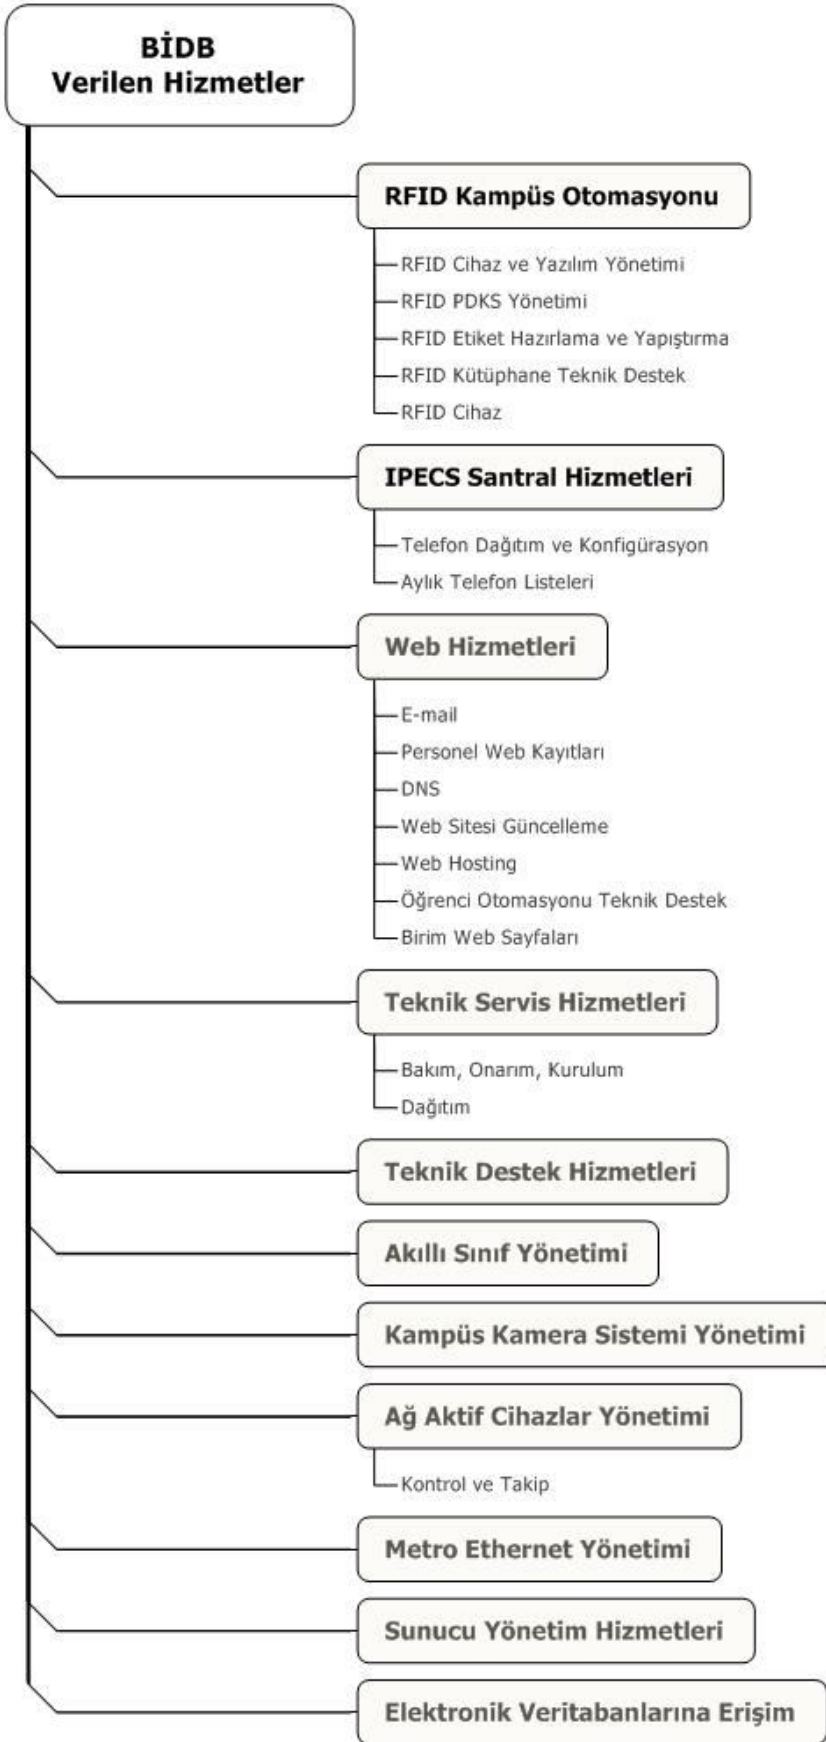 BİDB
Verilen Hizmetler
RFID Kampüs Otomasyonu
RFID Cihaz ve Yazılım Yönetimi
RFID PDKS Yönetimi
RFID Etiket Hazırlama ve Yapıştırma
RFID Kütüphane Teknik Destek
RFID Cihaz
IPECS Santral Hizmetleri
Telefon Dağıtım ve Konfigürasyon
Aylık Telefon Listeleri
Web Hizmetleri
E-mail
Personel Web Kayıtları
DNS
Web Sitesi Güncelleme
Web Hosting
Öğrenci Otomasyonu Teknik Destek
Birim Web Sayfaları
Teknik Servis Hizmetleri
Bakım, Onarım, Kurulum
Dağıtım
Teknik Destek Hizmetleri
Akıllı Sınıf Yönetimi
Kampüs Kamera Sistemi Yönetimi
Ağ Aktif Cihazlar Yönetimi
Kontrol ve Takip
Metro Ethernet Yönetimi
Sunucu Yönetim Hizmetleri
Elektronik Veritabanlarına Erişim